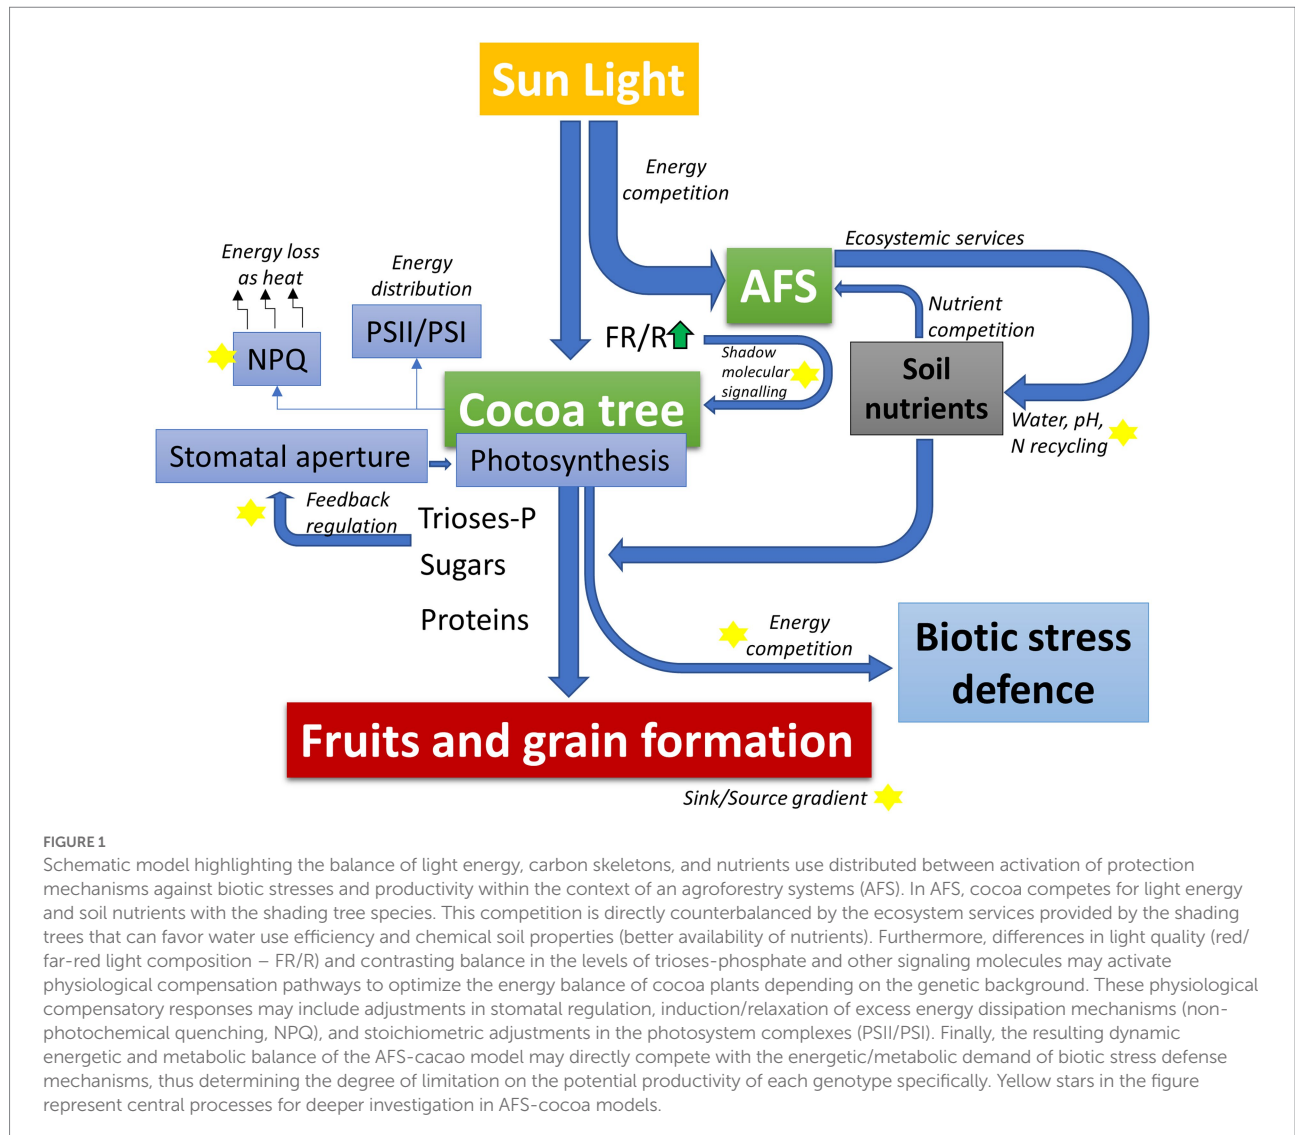 Sun Light
Energy
competition
Ecosystemic services
AFS
Energy loss
as heat
Energy
distribution
PSII/PSI
NPQ
FR/R
Shadow
molecular
signalling
Nutrient
competition
Soil
nutrients
Water, pH,
N recycling
Cocoa tree
Stomatal aperture
Photosynthesis
Feedback
regulation
Trioses-P
Sugars
Proteins
Energy
competition
Biotic stress
defence
Fruits and grain formation
Sink/Source gradient
FIGURE 1
Schematic model highlighting the balance of light energy, carbon skeletons, and nutrients use distributed between activation of protection
mechanisms against biotic stresses and productivity within the context of an agroforestry systems (AFS). In AFS, cocoa competes for light energy
and soil nutrients with the shading tree species. This competition is directly counterbalanced by the ecosystem services provided by the shading
trees that can favor water use efficiency and chemical soil properties (better availability of nutrients). Furthermore, differences in light quality (red/
far-red light composition – FR/R) and contrasting balance in the levels of trioses-phosphate and other signaling molecules may activate
physiological compensation pathways to optimize the energy balance of cocoa plants depending on the genetic background. These physiological
compensatory responses may include adjustments in stomatal regulation, induction/relaxation of excess energy dissipation mechanisms (non-
photochemical quenching, NPQ), and stoichiometric adjustments in the photosystem complexes (PSII/PSI). Finally, the resulting dynamic
energetic and metabolic balance of the AFS-cacao model may directly compete with the energetic/metabolic demand of biotic stress defense
mechanisms, thus determining the degree of limitation on the potential productivity of each genotype specifically. Yellow stars in the figure
represent central processes for deeper investigation in AFS-cocoa models.